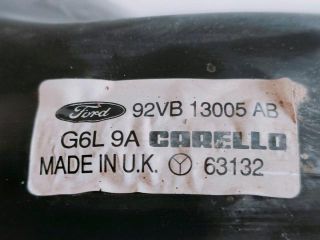 Ford 92VB 13005 AB
G6L 9A CARELLO
MADE IN U.K. 63132